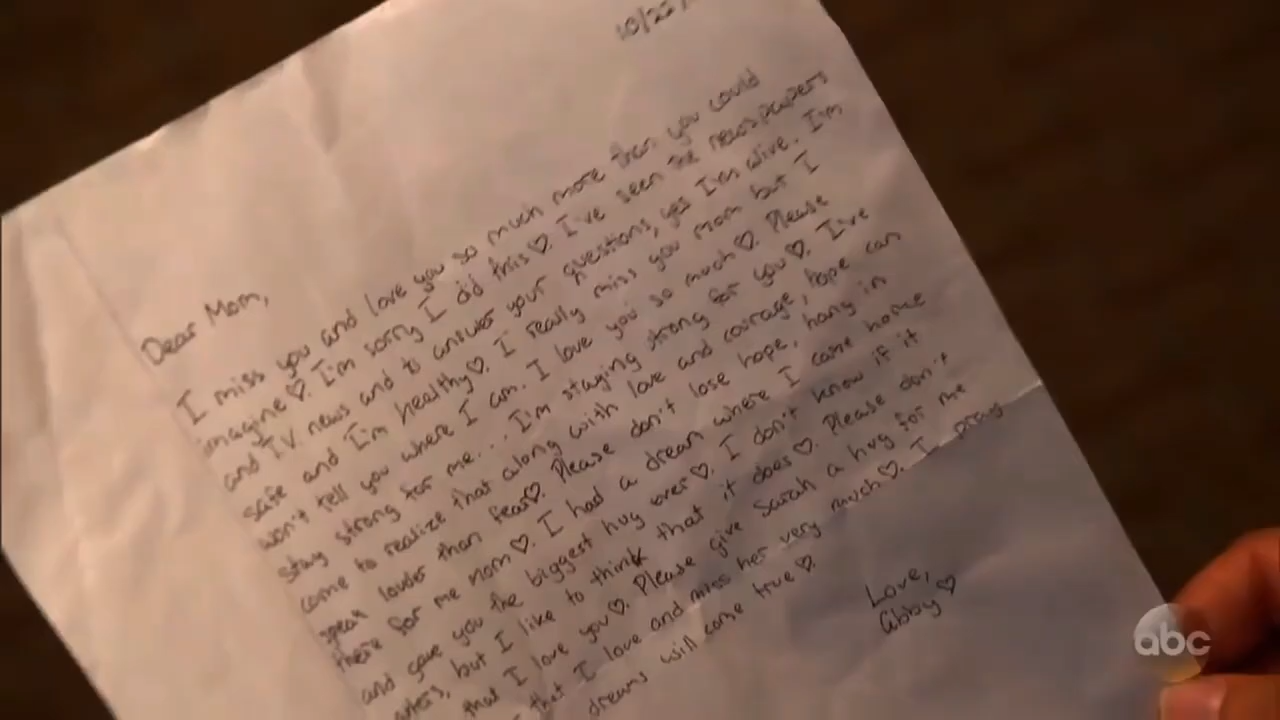 10/22/
Dear Mom,
I miss you and love you so much more than you could
imagine♡. I'm sorry I did this♡. I've seen the newspapers
and T.V. news and to answer your questions, yes I'm alive. I'm
safe and I'm healthy♡. I really miss you mom but I
won't tell you where I am. I love you so much♡. Please
stay strong for me... I'm staying strong for you♡. I've
come to realize that along with love and courage, hope can
speak louder than fear♡. Please don't lose hope, hang in
there for me mom♡. I had a dream where I came home
and gave you the biggest hug ever♡. I don't know if it
, but I like to think that it does♡. Please don't
that I love you♡. Please give Sarah a hug for me
that I love and miss her very much♡. I pray
dreams will come true♡.
Love,
Abby♡
abc